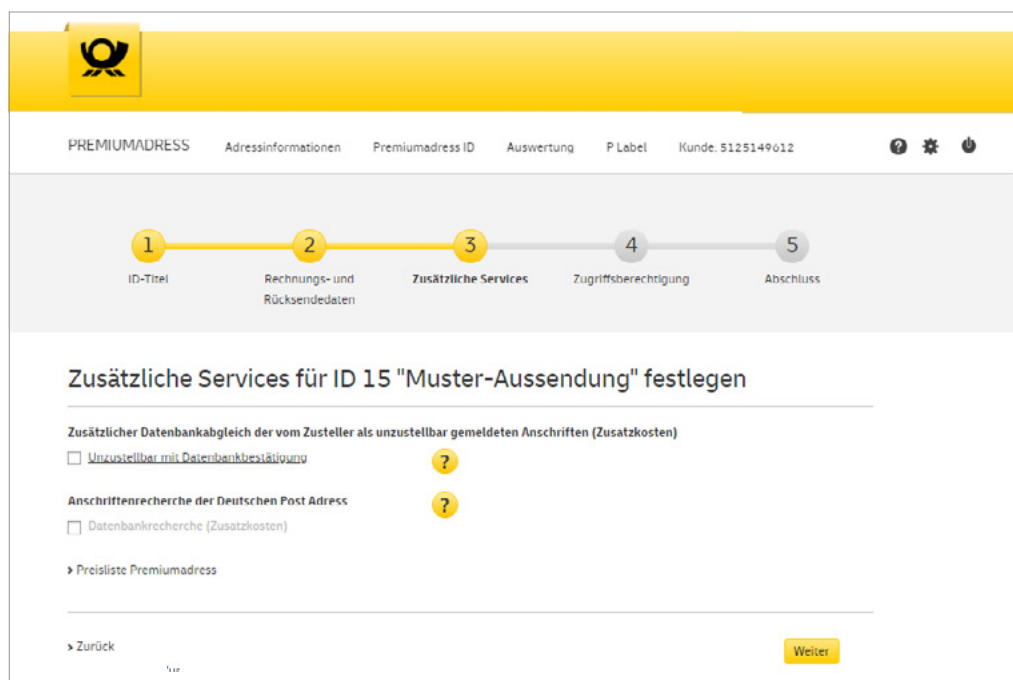 PREMIUMADRESS Adressinformationen Premiumadress ID Auswertung P Label Kunde: 5125149612 ?
1 2 3 4 5
ID-Titel Rechnungs- und Zusätzliche Services Zugriffsberechtigung Abschluss
Rücksendedaten
Zusätzliche Services für ID 15 "Muster-Aussendung" festlegen
Zusätzlicher Datenbankabgleich der vom Zusteller als unzustellbar gemeldeten Anschriften (Zusatzkosten)
Unzustellbar mit Datenbankbestätigung ?
Anschriftenrecherche der Deutschen Post Adress ?
Datenbankrecherche (Zusatzkosten)
Preisliste Premiumadress
Zurück Weiter